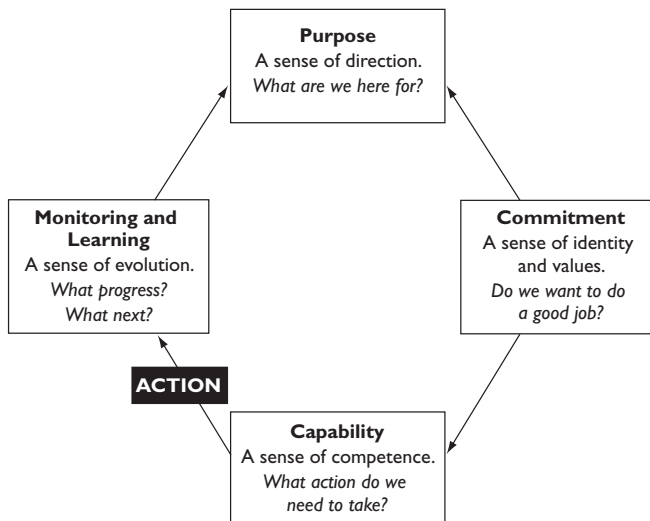 Purpose
A sense of direction.
What are we here for?
Monitoring and
Learning
A sense of evolution.
What progress?
What next?
Commitment
A sense of identity
and values.
Do we want to do
a good job?
ACTION
Capability
A sense of competence.
What action do we
need to take?